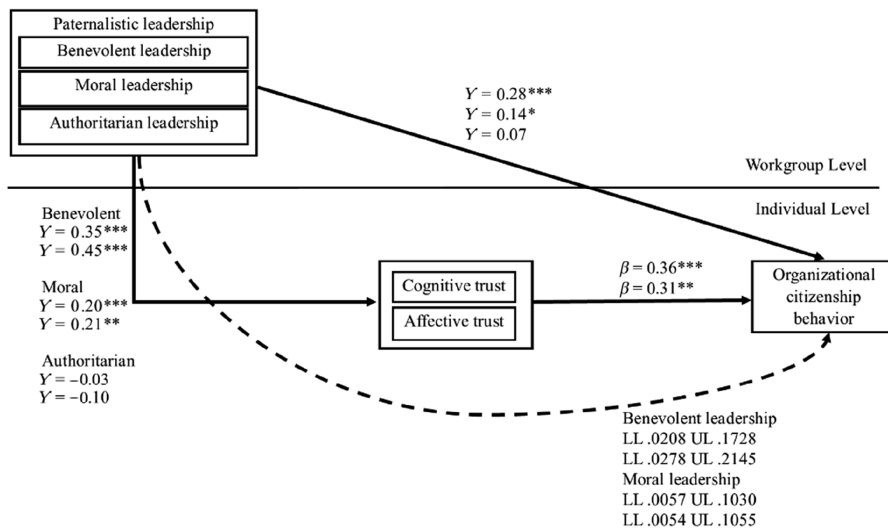 Paternalistic leadership
Benevolent leadership
Moral leadership
Authoritarian leadership
ϒ = 0.28***
ϒ = 0.14*
ϒ = 0.07
Workgroup Level
Individual Level
Benevolent
ϒ = 0.35***
ϒ = 0.45***
Moral
ϒ = 0.20***
ϒ = 0.21**
Authoritarian
ϒ = −0.03
ϒ = −0.10
Cognitive trust
Affective trust
β = 0.36***
β = 0.31**
Organizational
citizenship
behavior
Benevolent leadership
LL .0208 UL .1728
LL .0278 UL .2145
Moral leadership
LL .0057 UL .1030
LL .0054 UL .1055